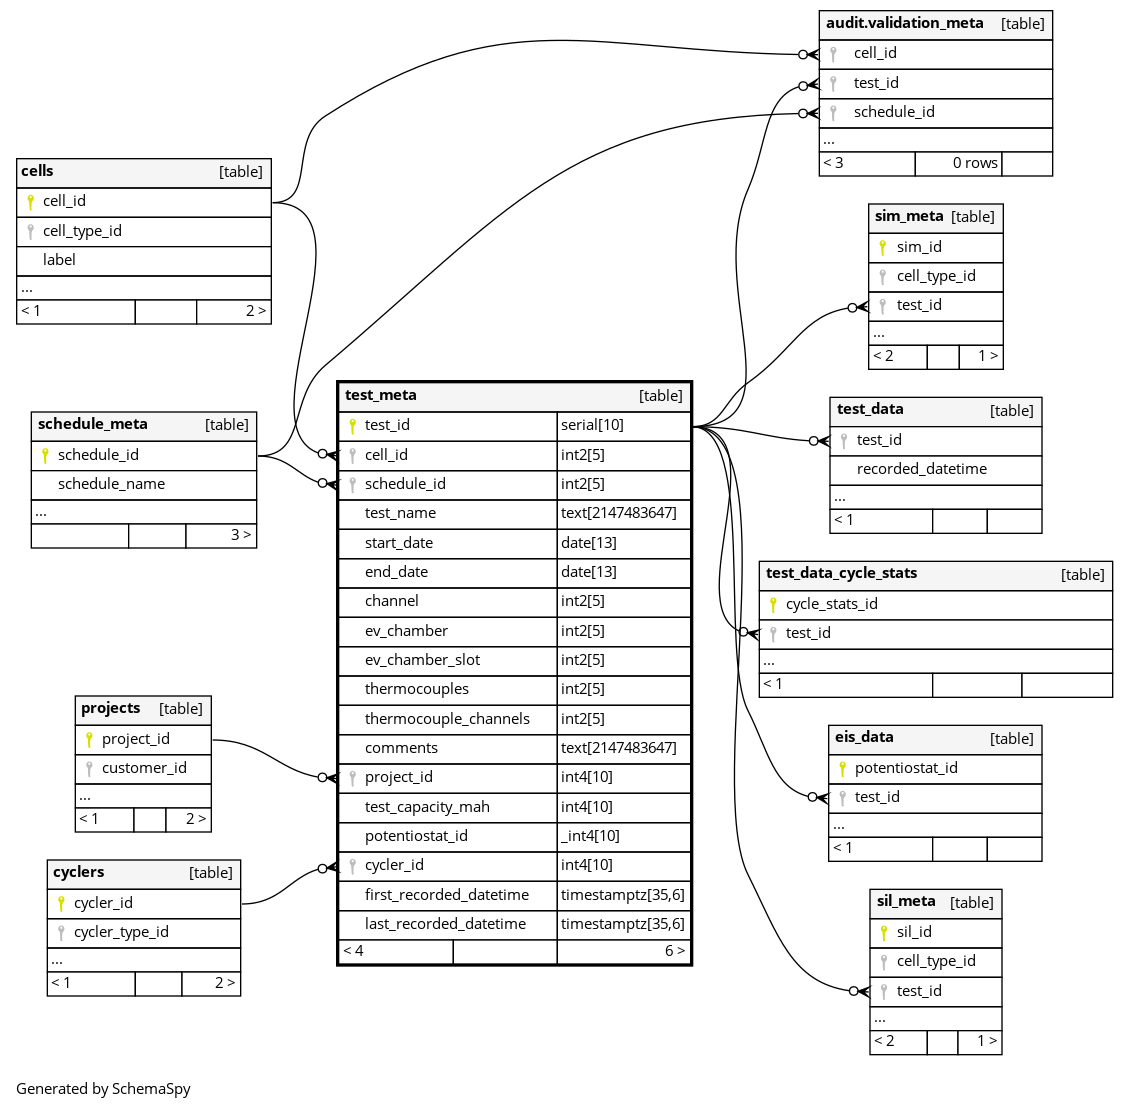 audit.validation_meta [table]
cell_id
test_id
schedule_id
...
< 3 0 rows
cells [table]
cell_id
cell_type_id
label
...
< 1 2 >
sim_meta [table]
sim_id
cell_type_id
test_id
...
< 2 1 >
schedule_meta [table]
schedule_id
schedule_name
...
3 >
test_meta [table]
test_id serial[10]
cell_id int2[5]
schedule_id int2[5]
test_name text[2147483647]
start_date date[13]
end_date date[13]
channel int2[5]
ev_chamber int2[5]
ev_chamber_slot int2[5]
thermocouples int2[5]
thermocouple_channels int2[5]
comments text[2147483647]
project_id int4[10]
test_capacity_mah int4[10]
potentiostat_id _int4[10]
cycler_id int4[10]
first_recorded_datetime timestamptz[35,6]
last_recorded_datetime timestamptz[35,6]
< 4 6 >
test_data [table]
test_id
recorded_datetime
...
< 1
test_data_cycle_stats [table]
cycle_stats_id
test_id
...
< 1
projects [table]
project_id
customer_id
...
< 1 2 >
eis_data [table]
potentiostat_id
test_id
...
< 1
cyclers [table]
cycler_id
cycler_type_id
...
< 1 2 >
sil_meta [table]
sil_id
cell_type_id
test_id
...
< 2 1 >
Generated by SchemaSpy